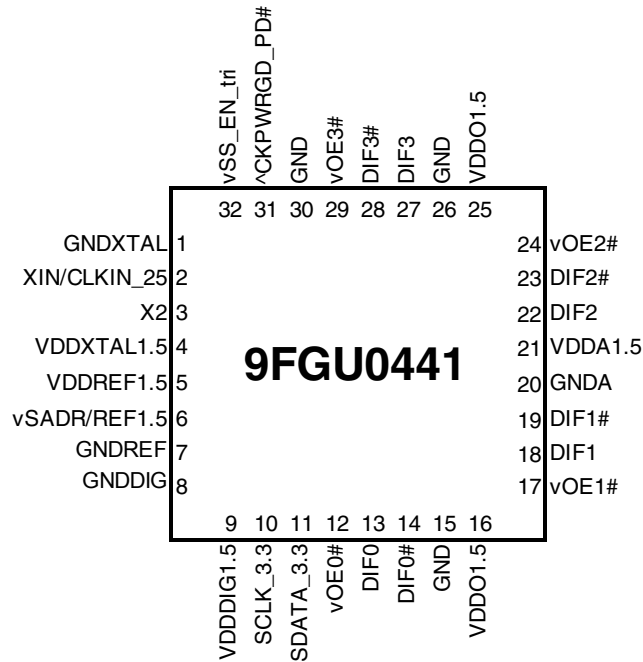 vSS_EN_tri
^CKPWRGD_PD#
GND
vOE3#
DIF3#
DIF3
GND
VDDO1.5
32 31 30 29 28 27 26 25
GNDXTAL 1
XIN/CLKIN_25 2
X2 3
VDDXTAL1.5 4
VDDREF1.5 5
vSADR/REF1.5 6
GNDREF 7
GNDDIG 8
9FGU0441
24 vOE2#
23 DIF2#
22 DIF2
21 VDDA1.5
20 GNDA
19 DIF1#
18 DIF1
17 vOE1#
9 10 11 12 13 14 15 16
VDDDIG1.5
SCLK_3.3
SDATA_3.3
vOE0#
DIF0
DIF0#
GND
VDDO1.5